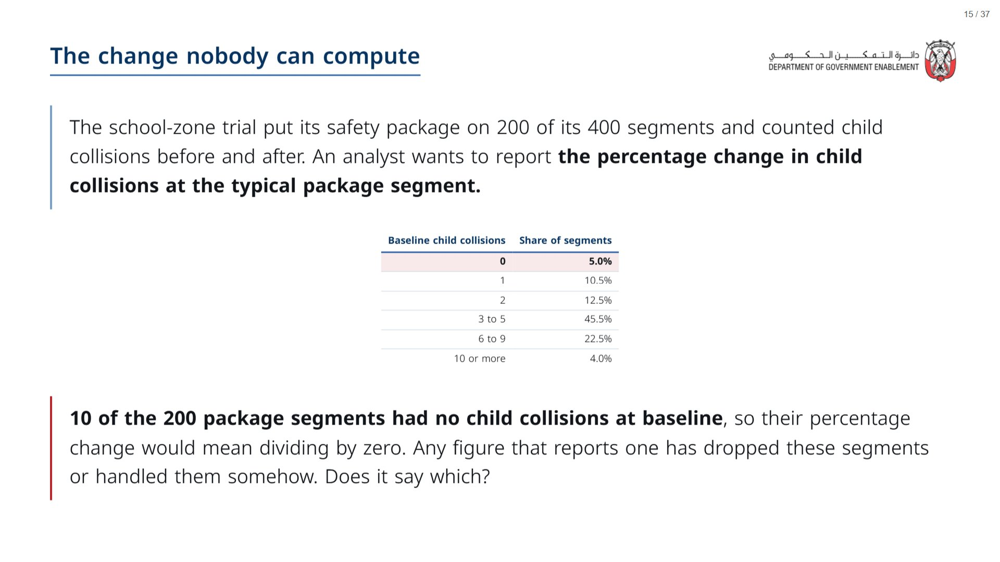 15 / 37
The change nobody can compute
دائـــرة الـتـمـكـــيـــن الـحـكـــومـــي
DEPARTMENT OF GOVERNMENT ENABLEMENT
The school-zone trial put its safety package on 200 of its 400 segments and counted child
collisions before and after. An analyst wants to report the percentage change in child
collisions at the typical package segment.
Baseline child collisions Share of segments
0 5.0%
1 10.5%
2 12.5%
3 to 5 45.5%
6 to 9 22.5%
10 or more 4.0%
10 of the 200 package segments had no child collisions at baseline, so their percentage
change would mean dividing by zero. Any figure that reports one has dropped these segments
or handled them somehow. Does it say which?